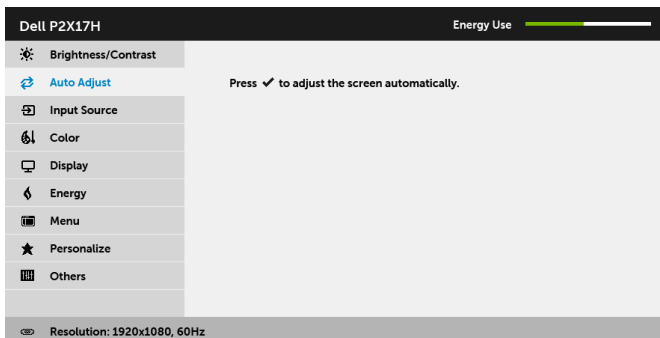 Dell P2X17H
Energy Use
Brightness/Contrast
Auto Adjust
Press ✓ to adjust the screen automatically.
Input Source
Color
Display
Energy
Menu
Personalize
Others
Resolution: 1920x1080, 60Hz